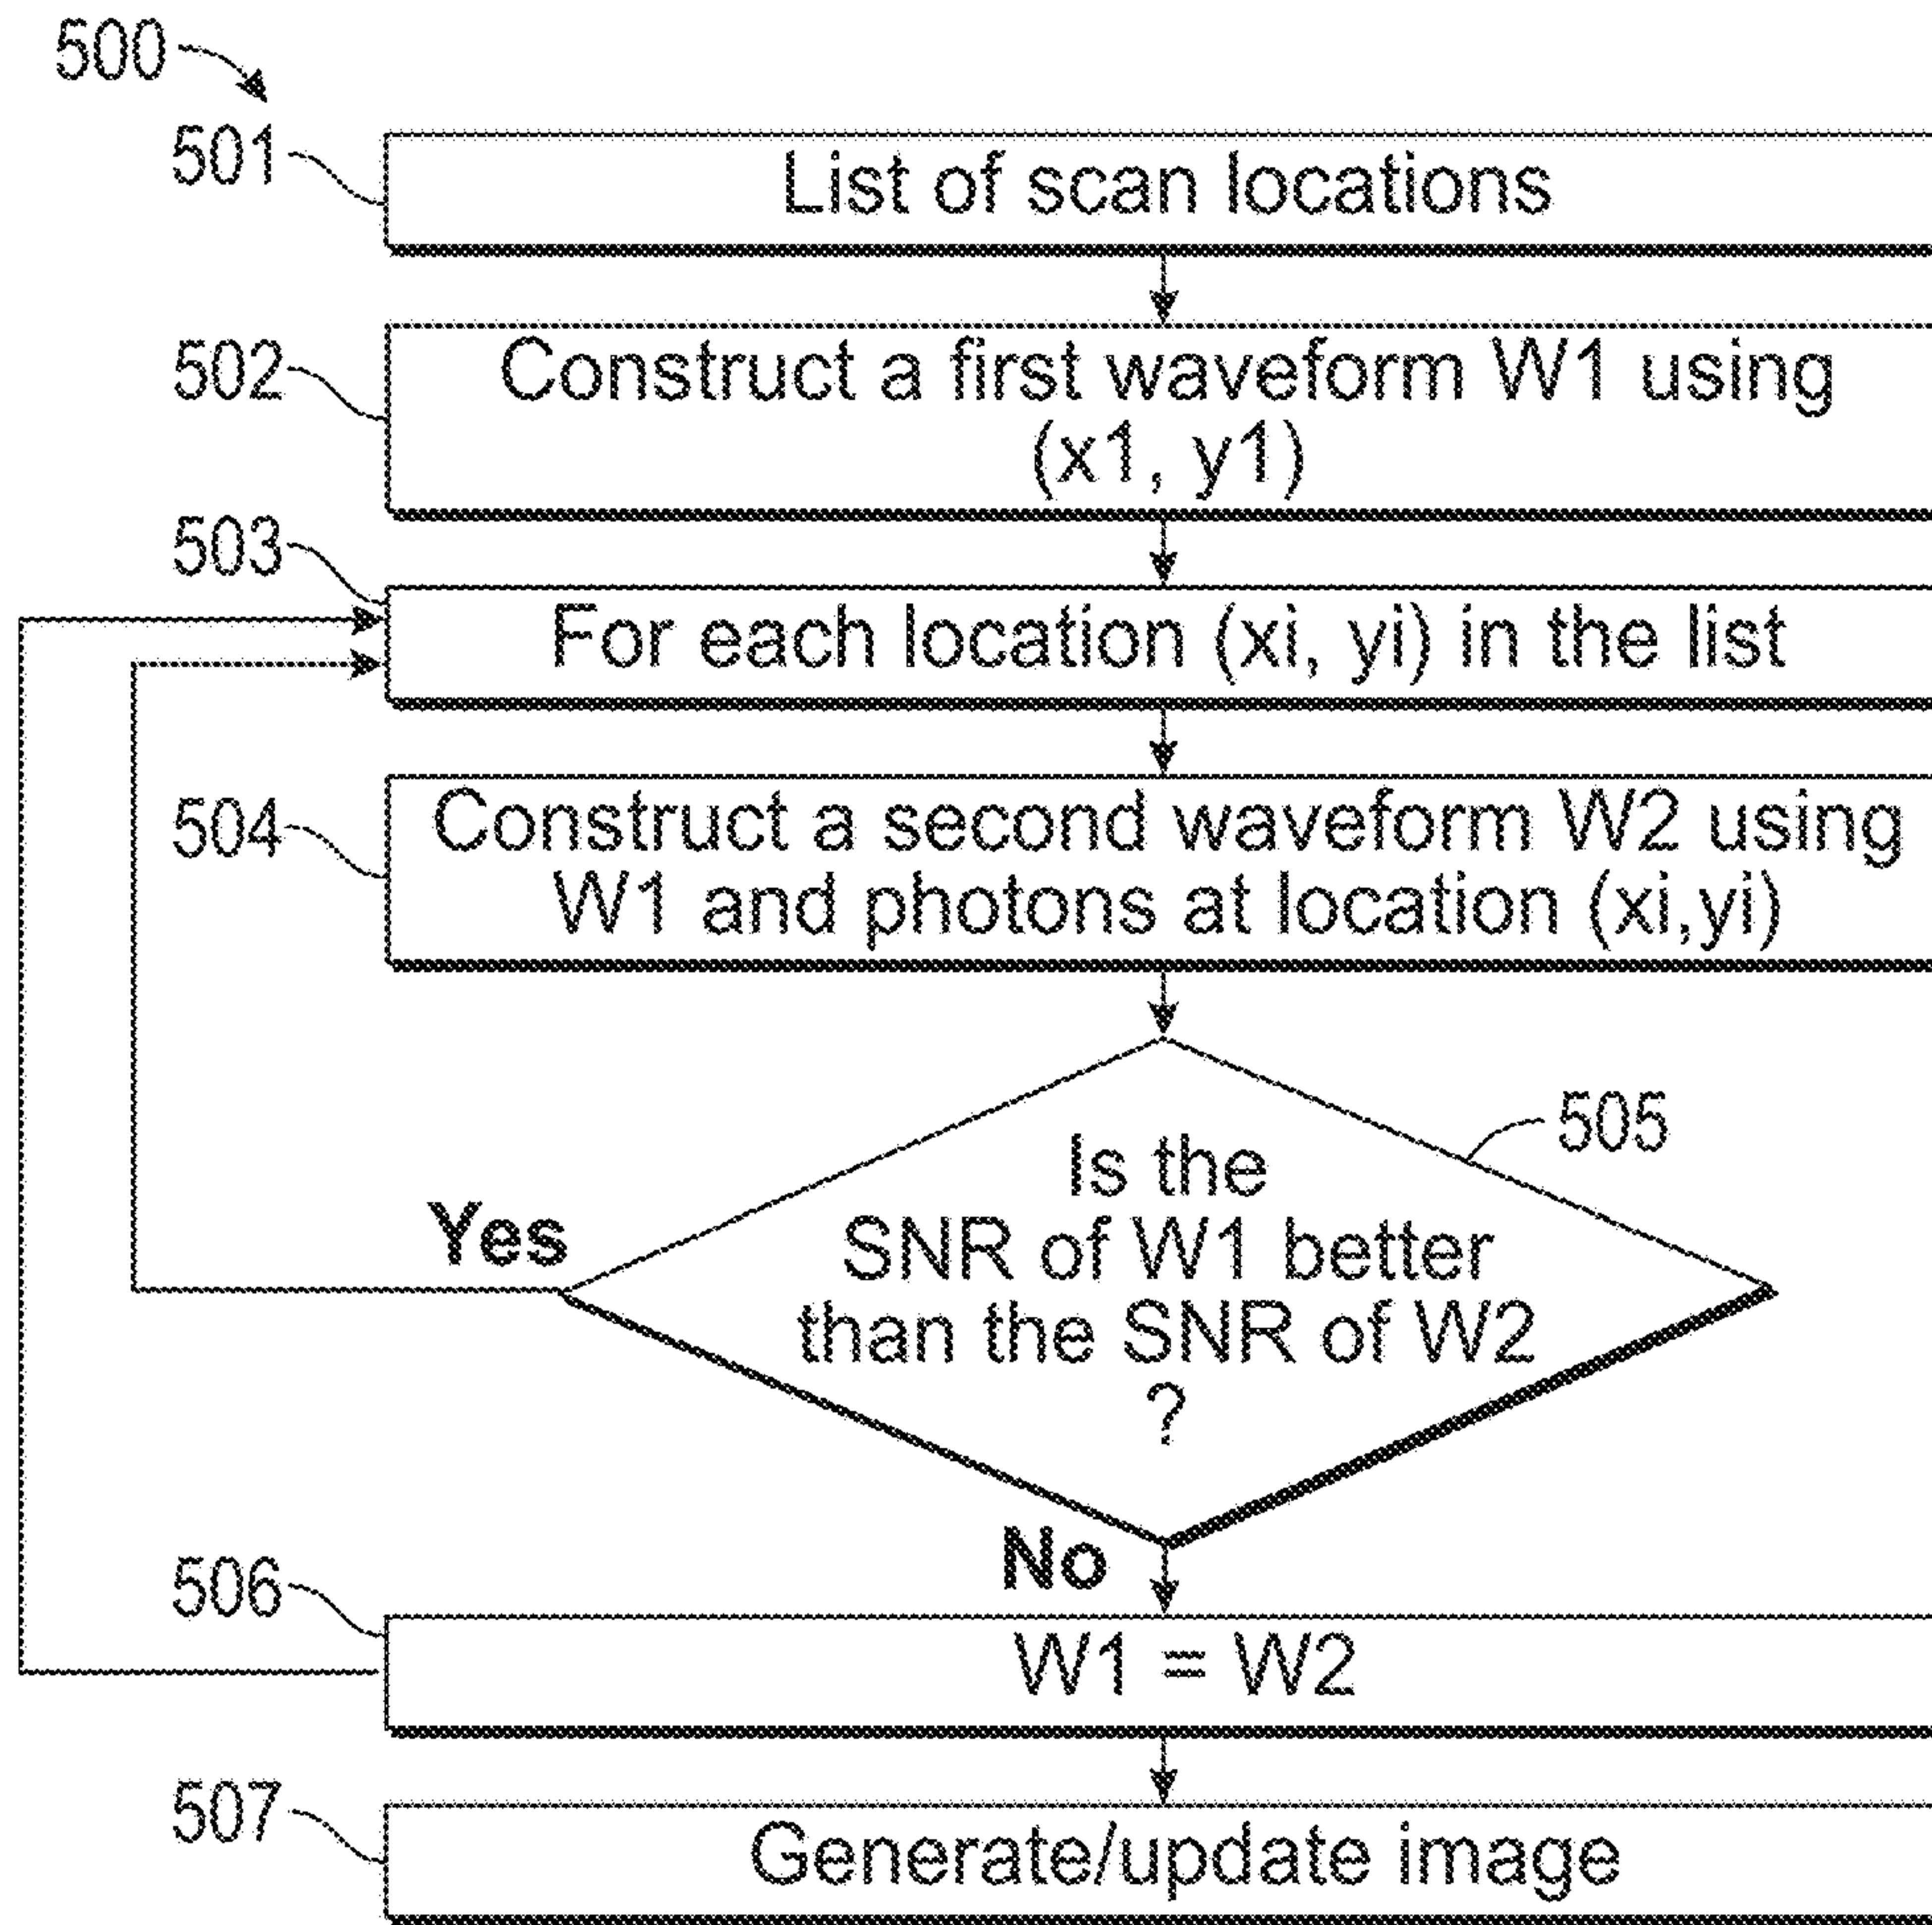 500
501
List of scan locations
502
Construct a first waveform W1 using
(x1, y1)
503
For each location (xi, yi) in the list
504
Construct a second waveform W2 using
W1 and photons at location (xi,yi)
505
Is the
SNR of W1 better
than the SNR of W2
?
Yes
No
506
W1 = W2
507
Generate/update image